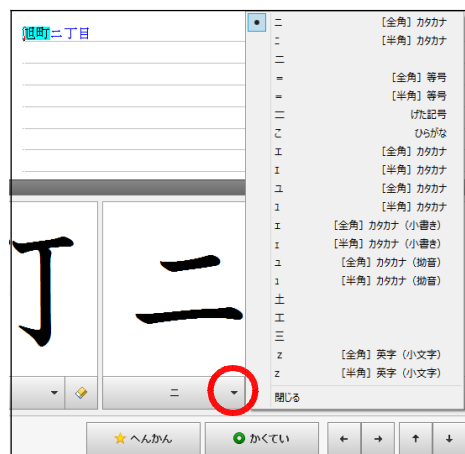 旭町ニ丁目
ニ [全角] カタカナ
ﾆ [半角] カタカナ
二
＝ [全角] 等号
= [半角] 等号
〓 げた記号
こ ひらがな
エ [全角] カタカナ
ｴ [半角] カタカナ
ユ [全角] カタカナ
ﾕ [半角] カタカナ
ェ [全角] カタカナ (小書き)
ｪ [半角] カタカナ (小書き)
ュ [全角] カタカナ (拗音)
ｭ [半角] カタカナ (拗音)
土
工
三
ｚ [全角] 英字 (小文字)
z [半角] 英字 (小文字)
閉じる
丁 ニ
ニ
へんかん かくてい ← → ↑ ↓